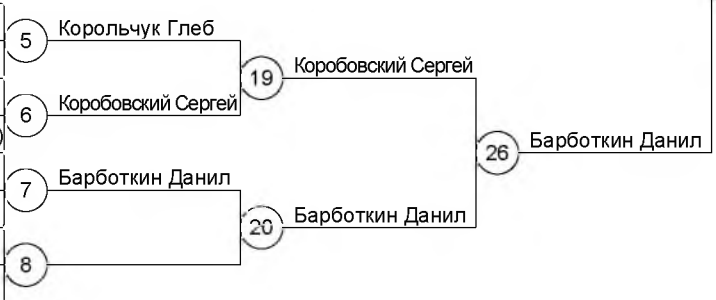 5 Корольчук Глеб
19 Коробовский Сергей
6 Коробовский Сергей
26 Барботкин Данил
7 Барботкин Данил
20 Барботкин Данил
8